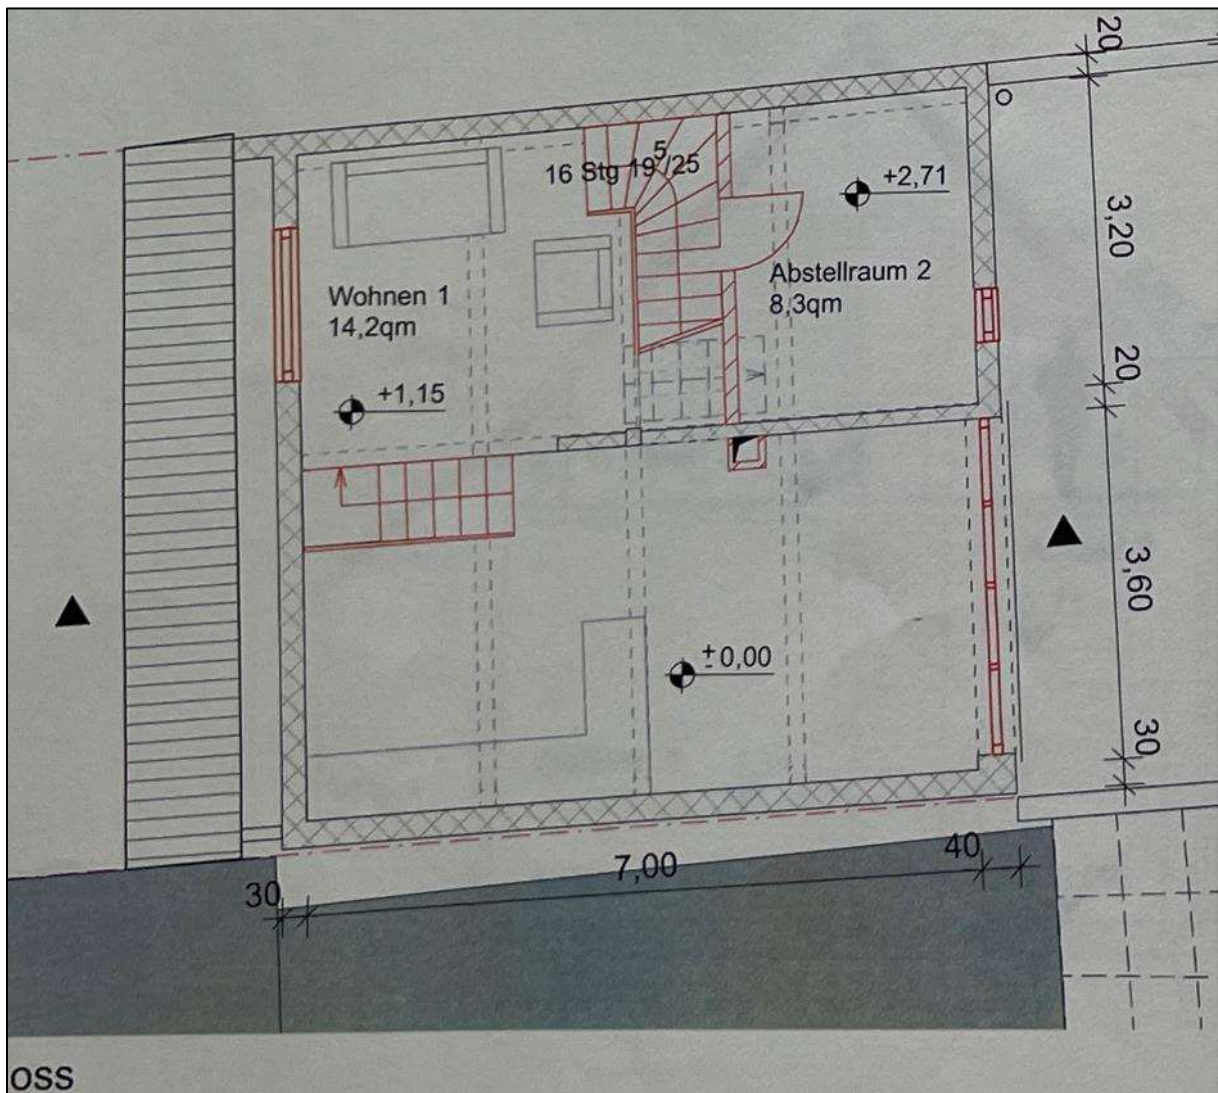 20
5
16 Stg 19 /25
+2,71
3,20
Abstellraum 2
8,3qm
Wohnen 1
14,2qm
20
+1,15
3,60
±0,00
30
40
7,00
30
oss